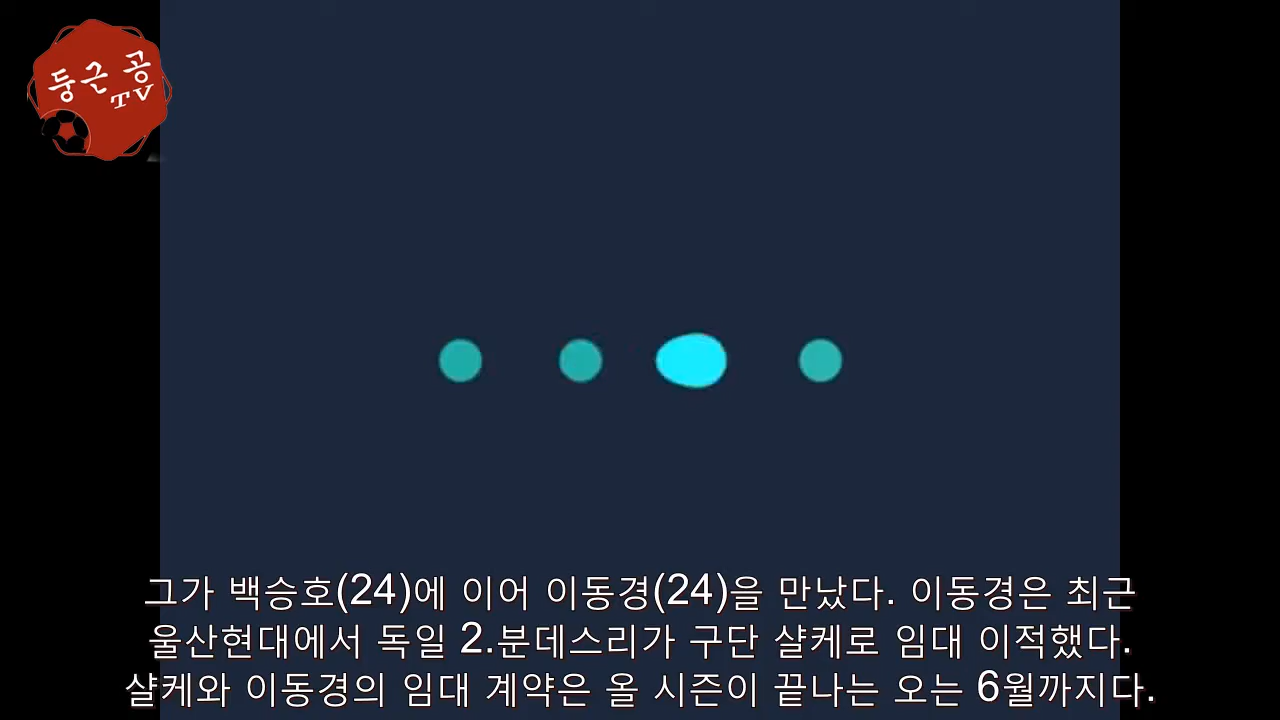 둥근 공
TV
그가 백승호(24)에 이어 이동경(24)을 만났다. 이동경은 최근
울산현대에서 독일 2.분데스리가 구단 샬케로 임대 이적했다.
샬케와 이동경의 임대 계약은 올 시즌이 끝나는 오는 6월까지다.